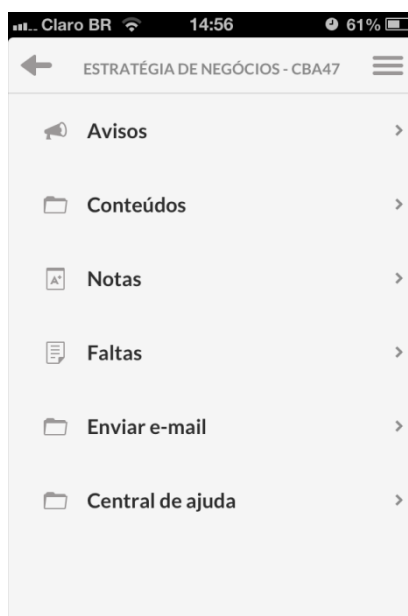 Claro BR 14:56 61%
ESTRATÉGIA DE NEGÓCIOS - CBA47
Avisos
Conteúdos
A+ Notas
Faltas
Enviar e-mail
Central de ajuda